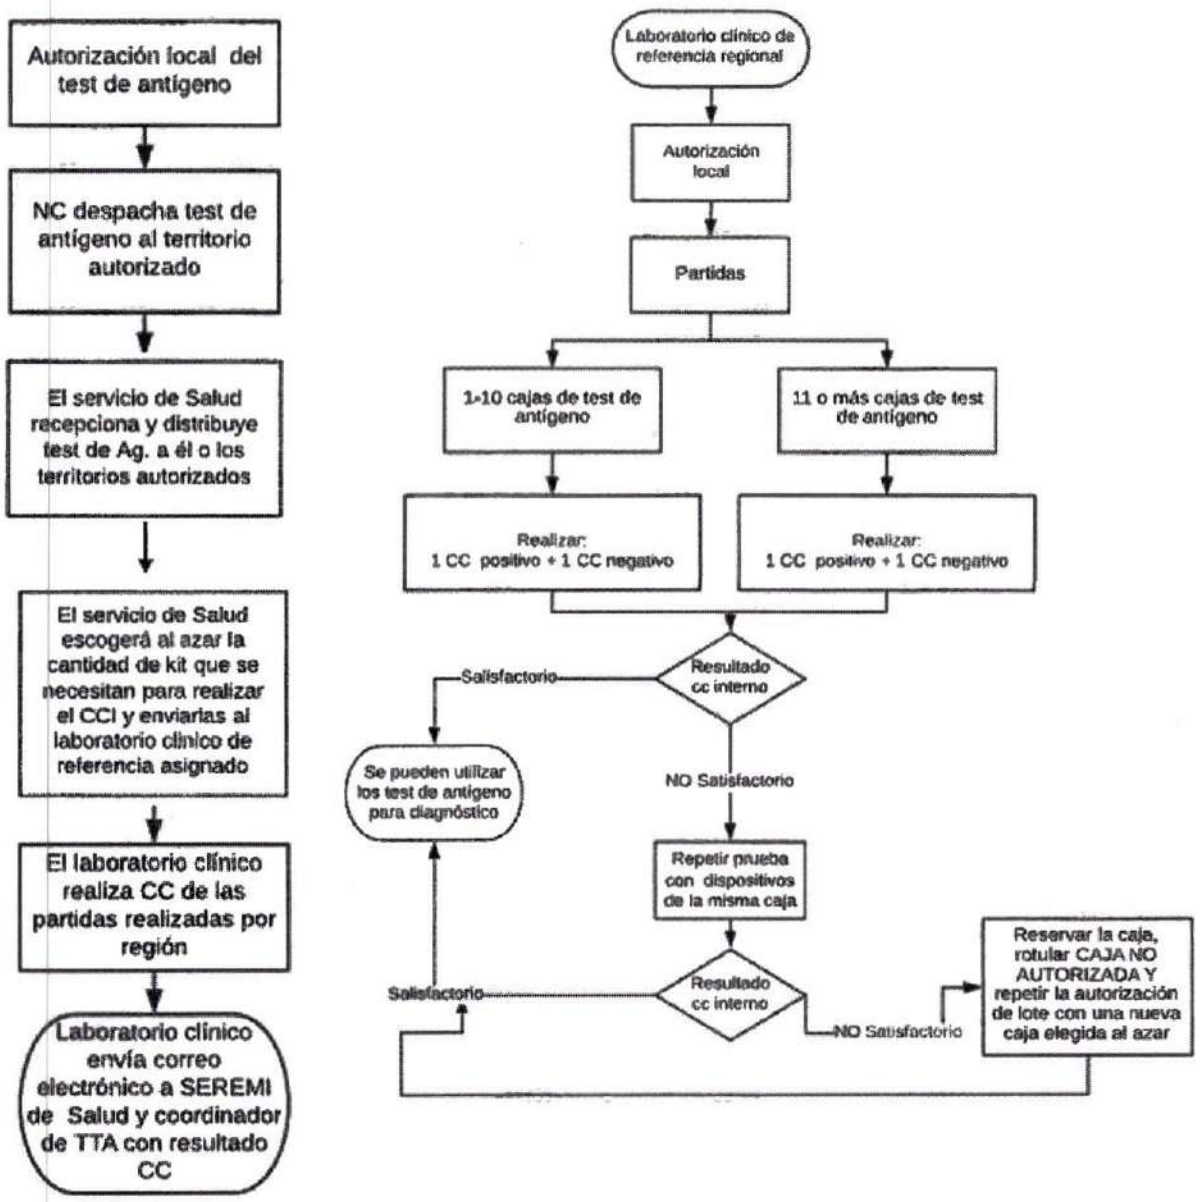 Autorización local del
test de antígeno
NC despacha test de
antígeno al territorio
autorizado
El servicio de Salud
recepciona y distribuye
test de Ag. a él o los
territorios autorizados
El servicio de Salud
escogerá al azar la
cantidad de kit que se
necesitan para realizar
el CCI y enviarlas al
laboratorio clínico de
referencia asignado
El laboratorio clínico
realiza CC de las
partidas realizadas por
región
Laboratorio clínico
envía correo
electrónico a SEREMI
de Salud y coordinador
de TTA con resultado
CC
Laboratorio clínico de
referencia regional
Autorización
local
Partidas
1-10 cajas de test de
antígeno
11 o más cajas de test
de antígeno
Realizar:
1 CC positivo + 1 CC negativo
Realizar:
1 CC positivo + 1 CC negativo
Resultado
cc interno
Salisfactorio
Se pueden utilizar
los test de antígeno
para diagnóstico
NO Satisfactorio
Repetir prueba
con dispositivos
de la misma caja
Resultado
cc interno
Salisfactorio
NO Satisfactorio
Reservar la caja,
rotular CAJA NO
AUTORIZADA Y
repetir la autorización
de lote con una nueva
caja elegida al azar